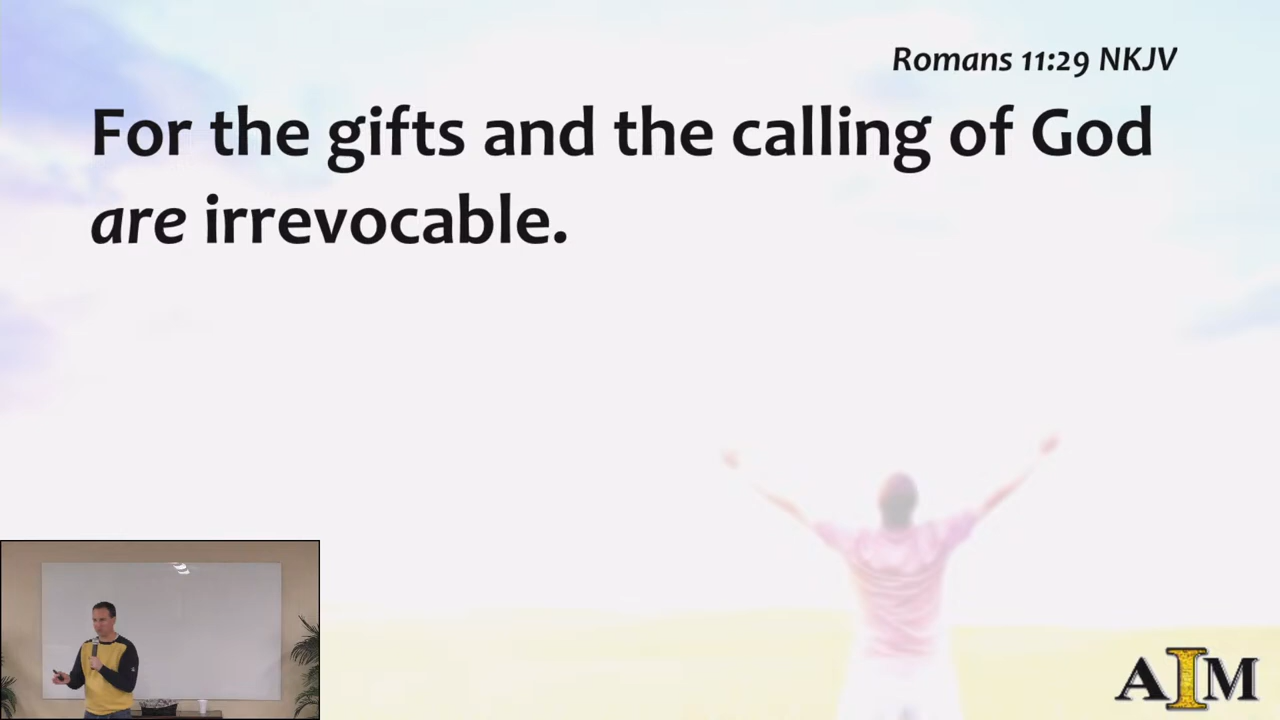 Romans 11:29 NKJV
For the gifts and the calling of God
are irrevocable.
AIM